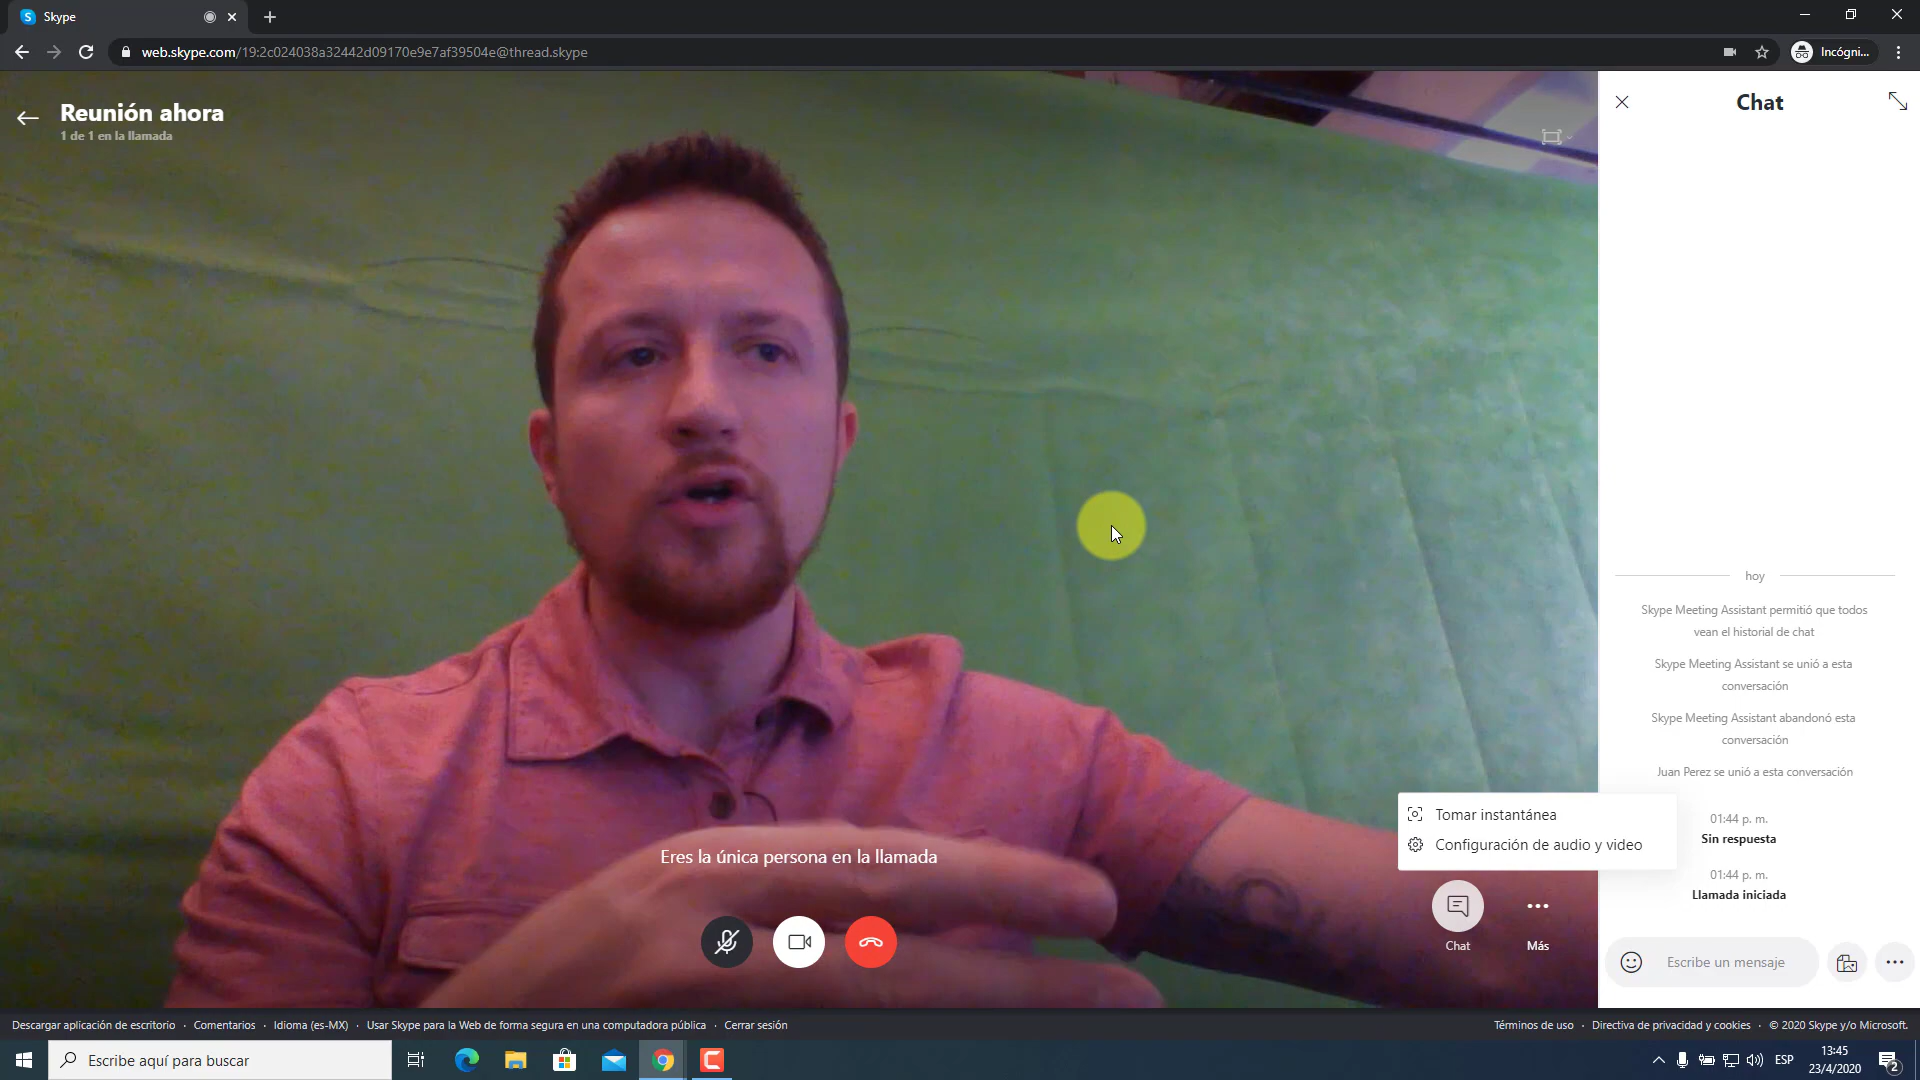 Skype
web.skype.com/19:2c024038a32442d09170e9e7af39504e@thread.skype
Incógni...
Reunión ahora
1 de 1 en la llamada
Chat
hoy
Skype Meeting Assistant permitió que todos
vean el historial de chat
Skype Meeting Assistant se unió a esta
conversación
Skype Meeting Assistant abandonó esta
conversación
Juan Perez se unió a esta conversación
01:44 p. m.
Sin respuesta
01:44 p. m.
Llamada iniciada
Tomar instantánea
Configuración de audio y video
Eres la única persona en la llamada
Chat
Más
Escribe un mensaje
Descargar aplicación de escritorio · Comentarios · Idioma (es-MX) · Usar Skype para la Web de forma segura en una computadora pública · Cerrar sesión
Términos de uso · Directiva de privacidad y cookies · © 2020 Skype y/o Microsoft.
Escribe aquí para buscar
ESP
13:45
23/4/2020
2